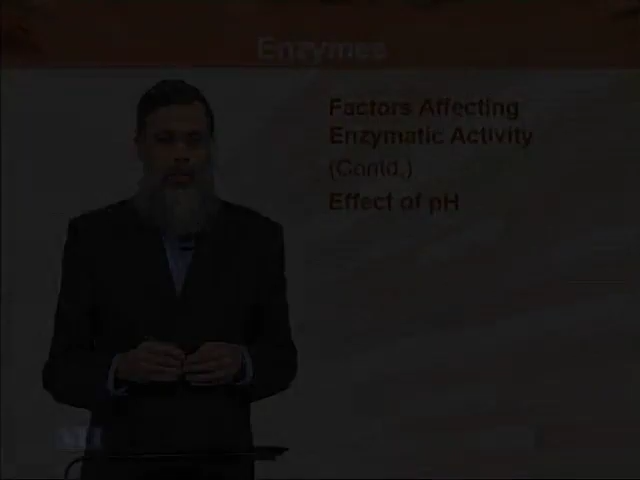 Enzymes
Factors Affecting
Enzymatic Activity
(Contd.)
Effect of pH